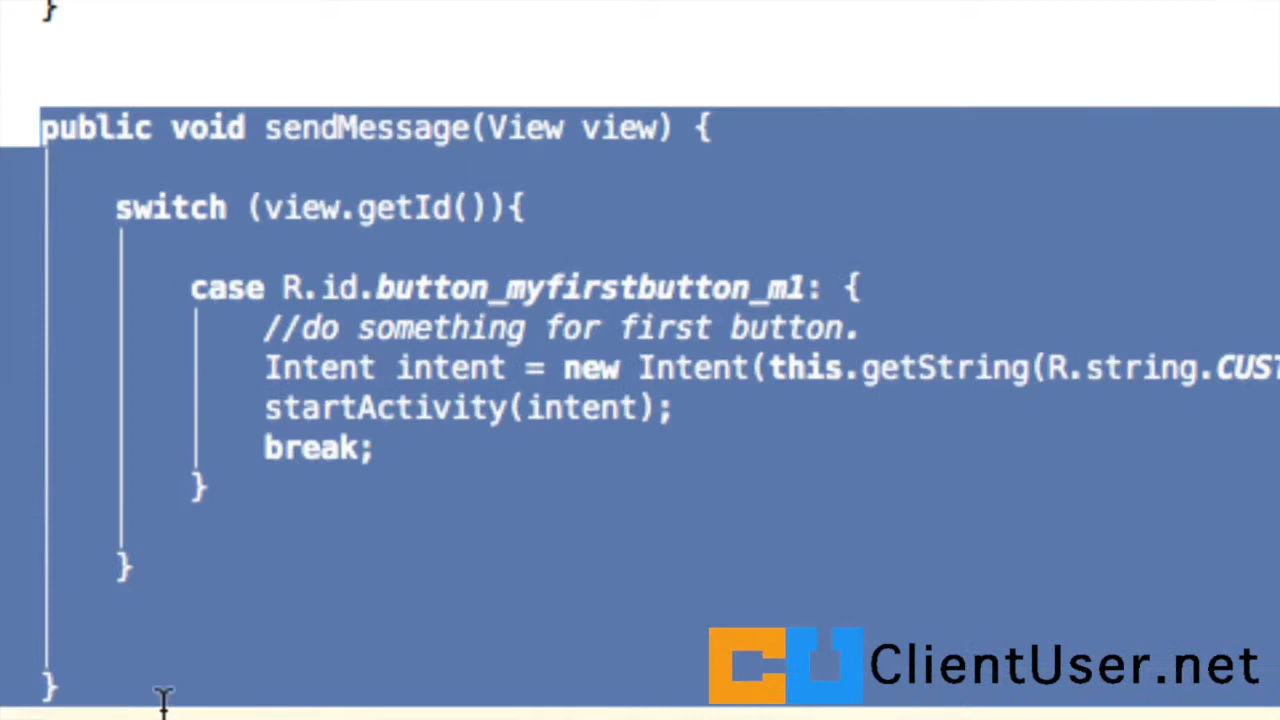 }
public void sendMessage(View view) {
switch (view.getId()){
case R.id.button_myfirstbutton_m1: {
//do something for first button.
Intent intent = new Intent(this.getString(R.string.CUST
startActivity(intent);
break;
}
}
}
CU ClientUser.net